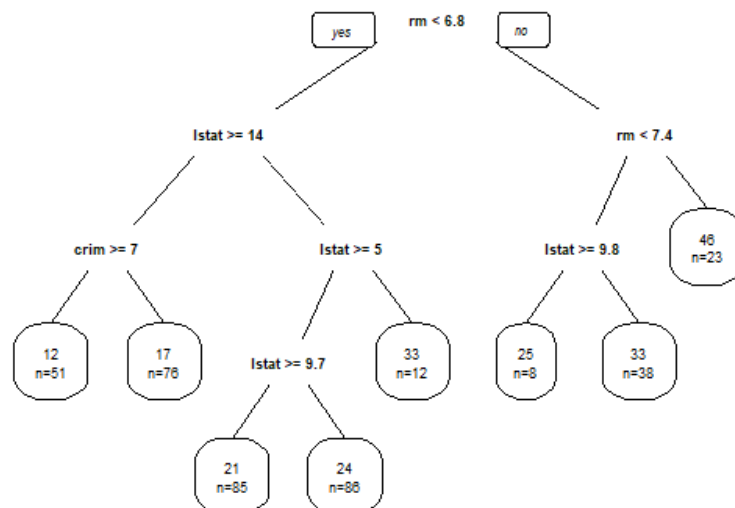 yes
rm < 6.8
no
lstat >= 14
rm < 7.4
crim >= 7
lstat >= 5
lstat >= 9.8
46
n=23
12
n=51
17
n=76
lstat >= 9.7
33
n=12
25
n=8
33
n=38
21
n=85
24
n=86